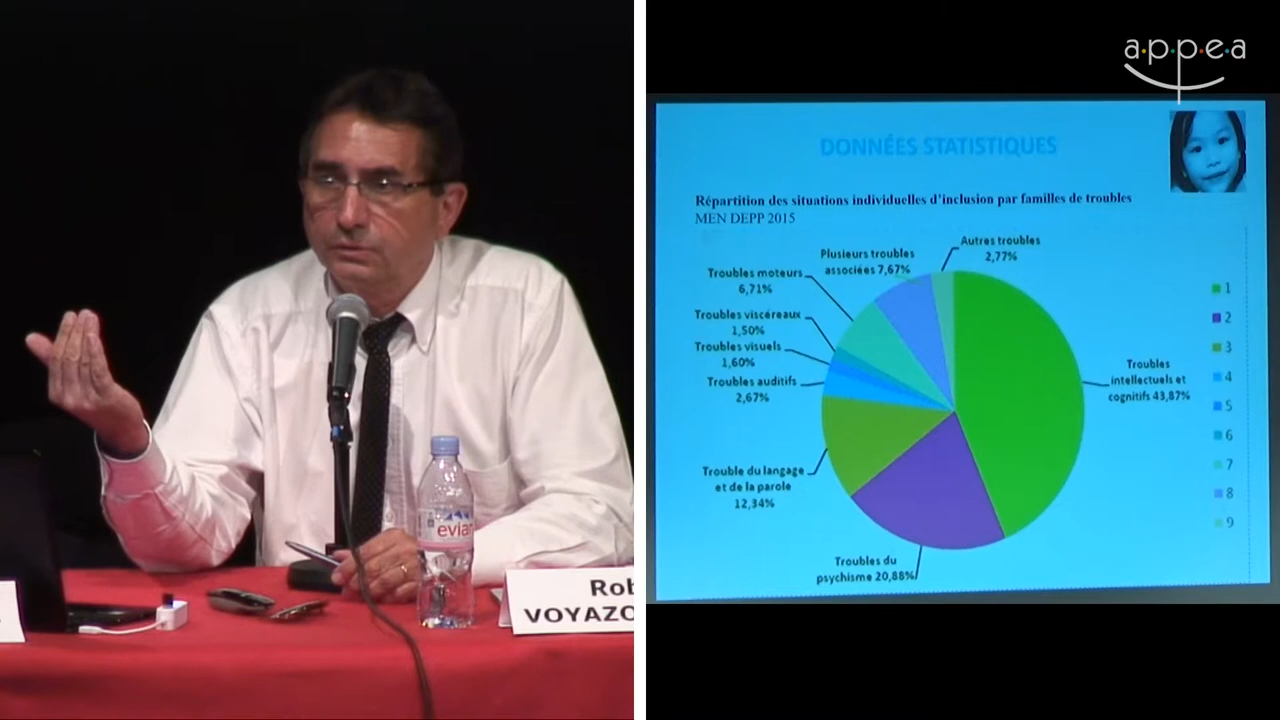 appea
DONNÉES STATISTIQUES
Répartition des situations individuelles d'inclusion par familles de troubles
MEN DEPP 2015
Autres troubles
2,77%
Plusieurs troubles
associées 7,67%
Troubles moteurs
6,71%
Troubles viscéreaux
1,50%
Troubles visuels
1,60%
Troubles auditifs
2,67%
Trouble du langage
et de la parole
12,34%
Troubles du
psychisme 20,88%
Troubles
intellectuels et
cognitifs 43,87%
1
2
3
4
5
6
7
8
9
evian
Rob
VOYAZO